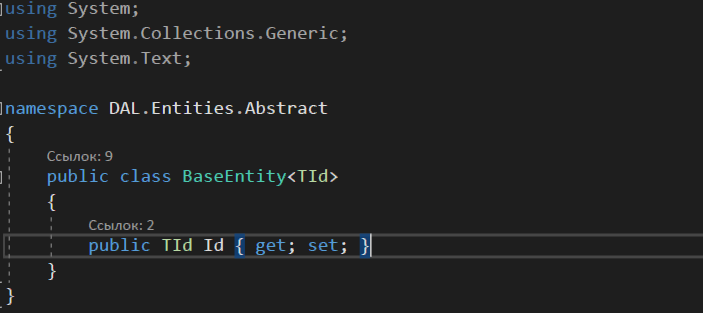 using System;
using System.Collections.Generic;
using System.Text;
namespace DAL.Entities.Abstract
{
Ссылок: 9
public class BaseEntity<TId>
{
Ссылок: 2
public TId Id { get; set; }
}
}